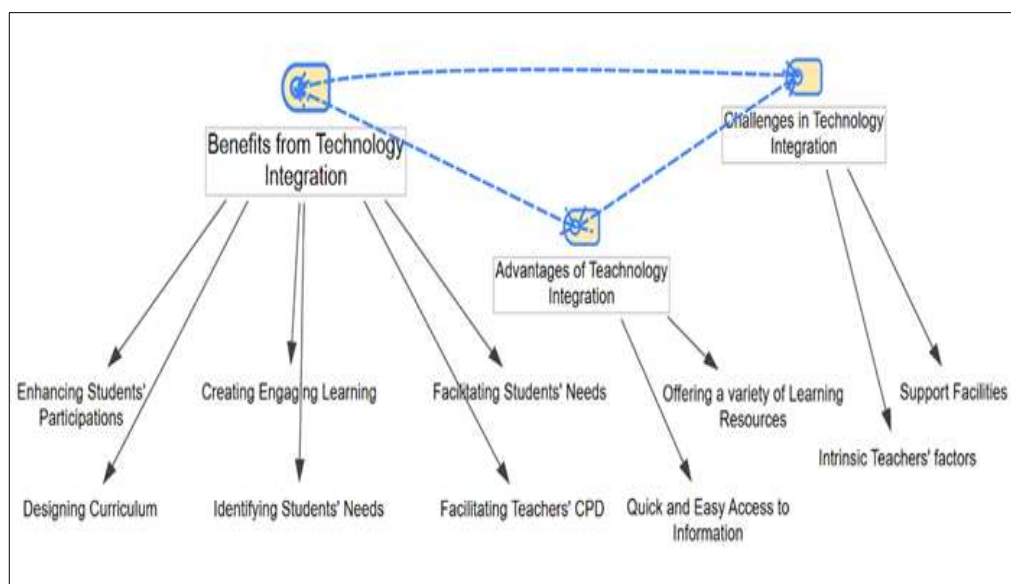 Benefits from Technology
Integration
Challenges in Technology
Integration
Advantages of Teachnology
Integration
Enhancing Students'
Participations
Creating Engaging Learning
Facilitating Students' Needs
Offering a variety of Learning
Resources
Support Facilities
Intrinsic Teachers' factors
Designing Curriculum
Identifying Students' Needs
Facilitating Teachers' CPD
Quick and Easy Access to
Information